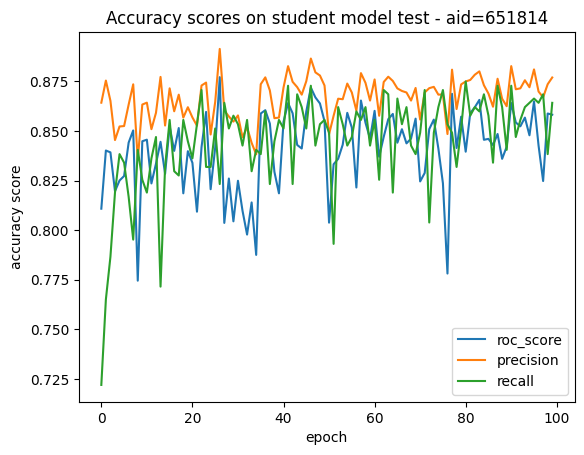 Accuracy scores on student model test - aid=651814
accuracy score
0.875
0.850
0.825
0.800
0.775
0.750
0.725
roc_score
precision
recall
0 20 40 60 80 100
epoch